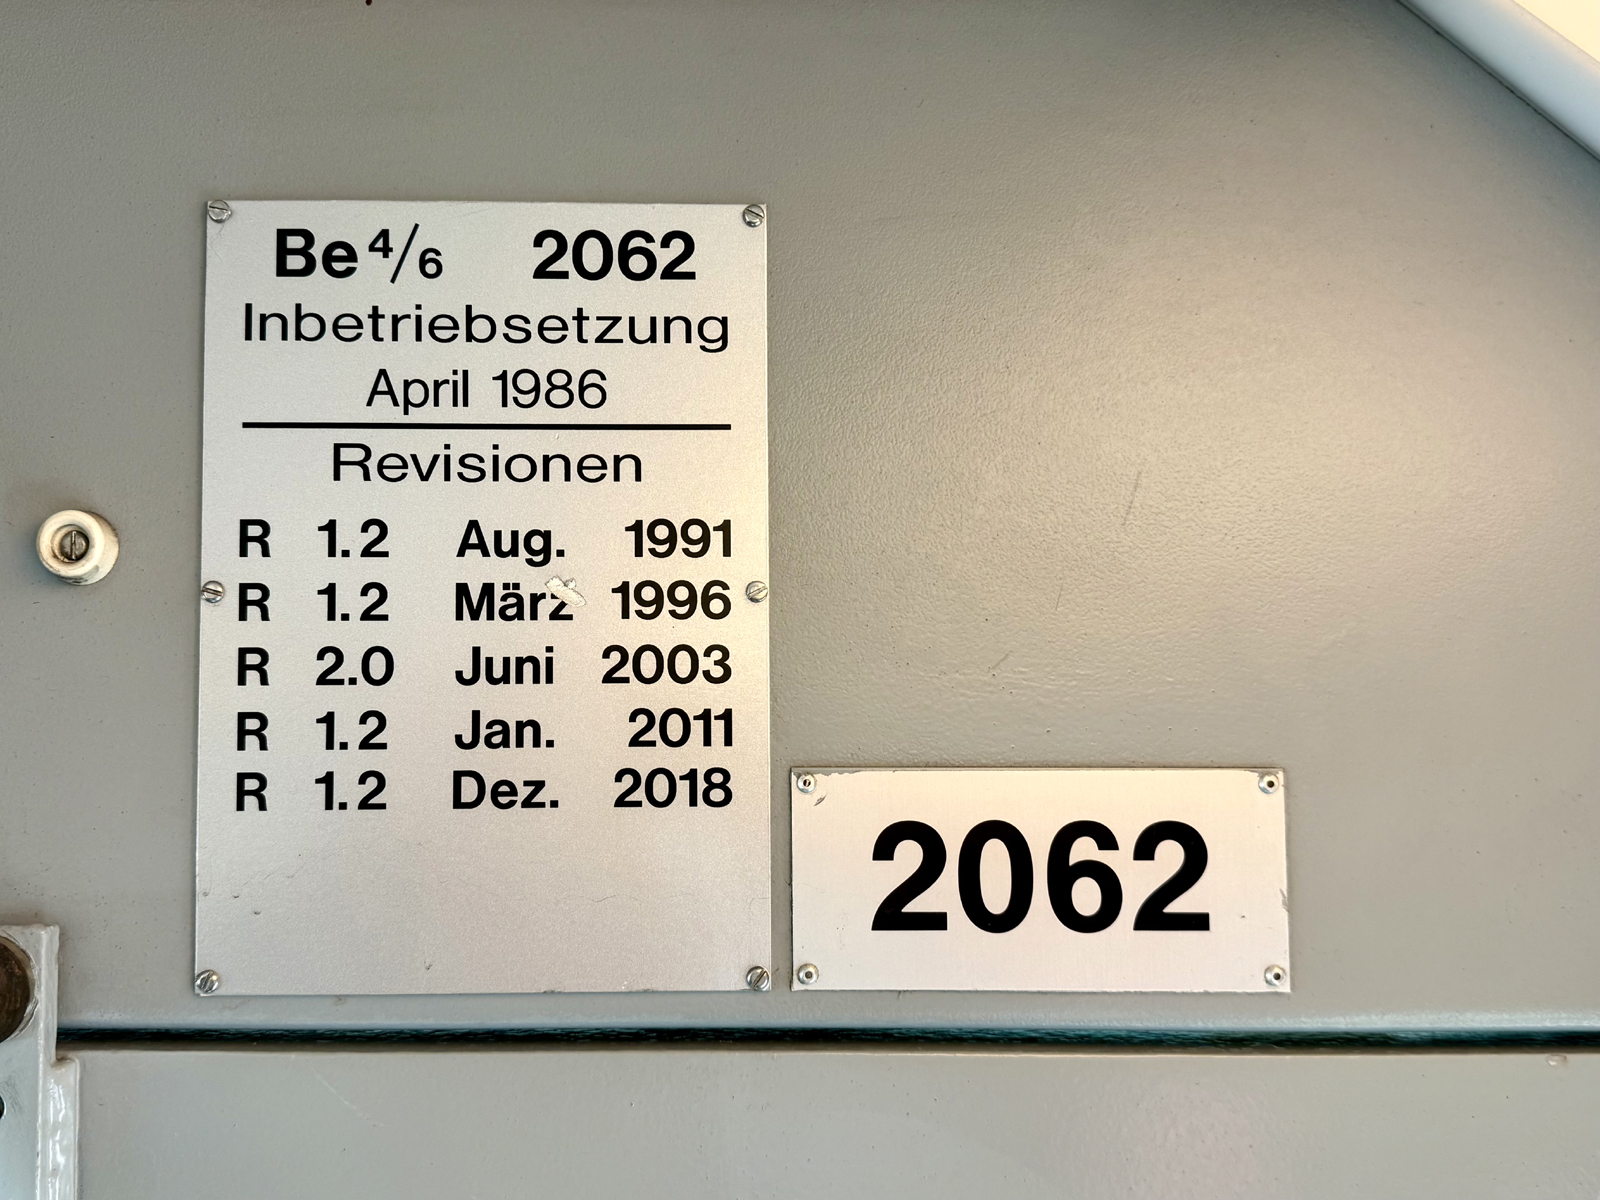 Be 4/6 2062
Inbetriebsetzung
April 1986
Revisionen
R 1.2 Aug. 1991
R 1.2 März 1996
R 2.0 Juni 2003
R 1.2 Jan. 2011
R 1.2 Dez. 2018
2062